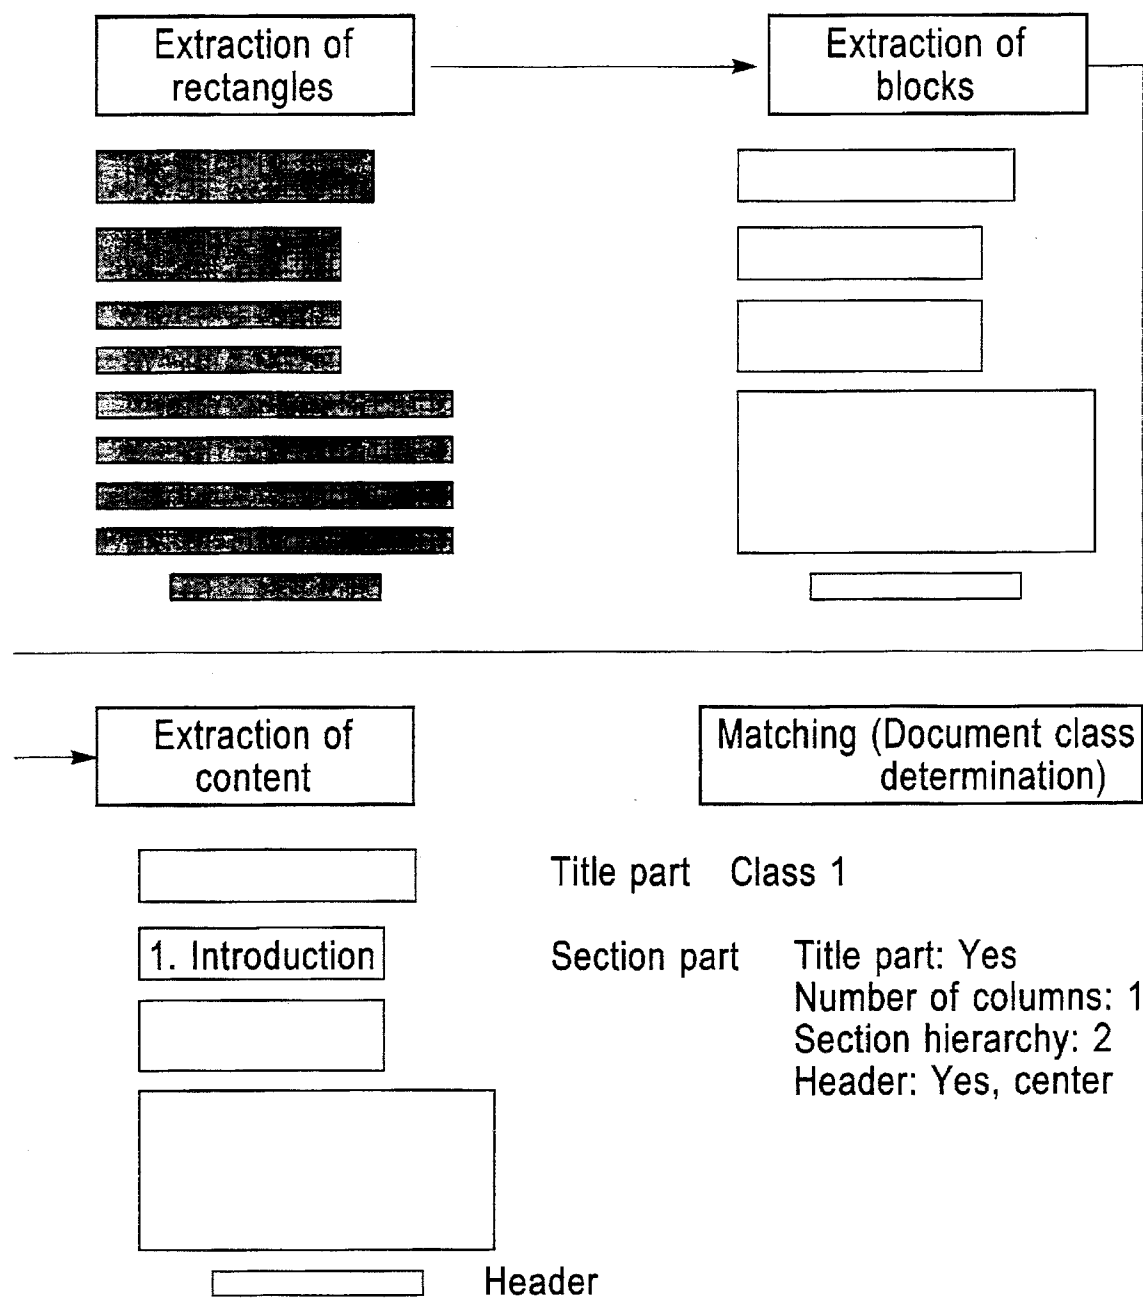 Extraction of
rectangles
Extraction of
blocks
Extraction of
content
Matching (Document class
determination)
Title part Class 1
1. Introduction
Section part Title part: Yes
Number of columns: 1
Section hierarchy: 2
Header: Yes, center
Header